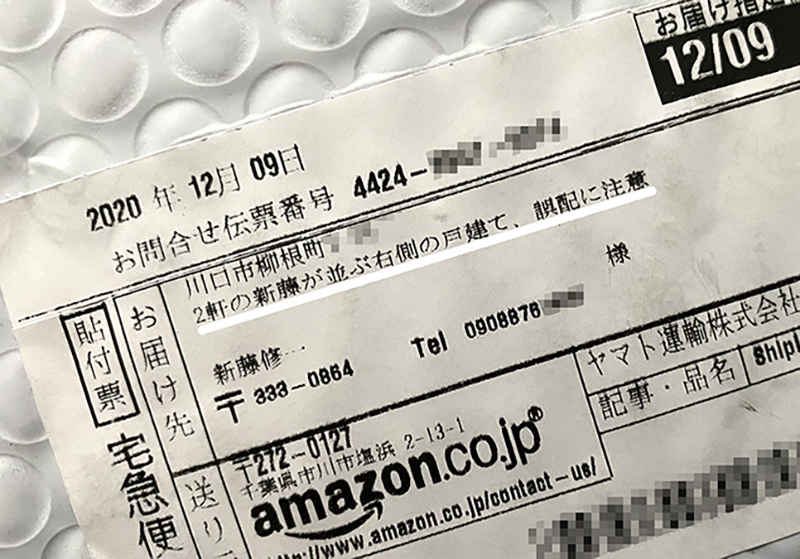 お届け指定
12/09
2020 年 12月 09日
お問合せ伝票番号 4424-
川口市柳根町
2軒の新藤が並ぶ右側の戸建て、誤配に注意
様
新藤修…
Tel 0908878
〒333-0864
貼付票
宅急便
お届け先
送り
〒272-0127
千葉県市川市塩浜 2-13-1
amazon.co.jp®
http://www.amazon.co.jp/contact-us/
ヤマト運輸株式会社
記事・品名